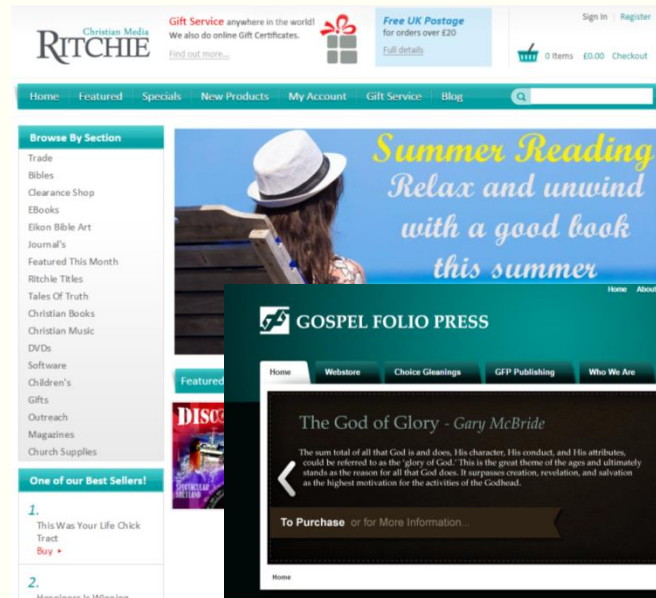 Christian Media
RITCHIE
Gift Service anywhere in the world!
We also do online Gift Certificates.
Find out more...
Free UK Postage
for orders over £20
Full details
Sign In Register
0 Items £0.00 Checkout
Home Featured Specials New Products My Account Gift Service Blog
Browse By Section
Trade
Bibles
Clearance Shop
EBooks
Eikon Bible Art
Journal's
Featured This Month
Ritchie Titles
Tales Of Truth
Christian Books
Christian Music
DVDs
Software
Children's
Gifts
Outreach
Magazines
Church Supplies
One of our Best Sellers!
1.
This Was Your Life Chick
Tract
Buy
2.
Summer Reading
Relax and unwind
with a good book
this summer
Featured
DISCO
SPECTACULAR
SHETLAND
Home About
GOSPEL FOLIO PRESS
Home Webstore Choice Gleanings GFP Publishing Who We Are
The God of Glory - Gary McBride
The sum total of all that God is and does, His character, His conduct, and His attributes,
could be referred to as the 'glory of God.' This is the great theme of the ages and ultimately
stands as the reason for all that God does. It surpasses creation, revelation, and salvation
as the highest motivation for the activities of the Godhead.
To Purchase or for More Information...
Home